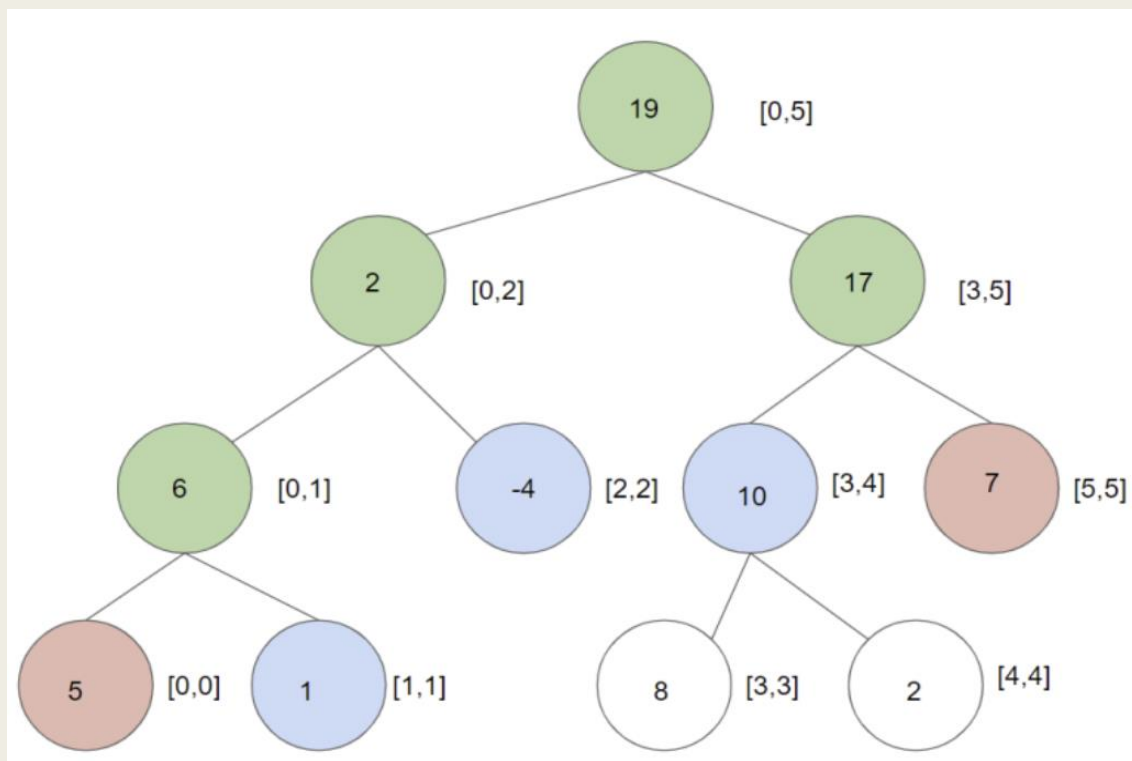 19 [0,5]
2 [0,2] 17 [3,5]
6 [0,1] -4 [2,2] 10 [3,4] 7 [5,5]
5 [0,0] 1 [1,1] 8 [3,3] 2 [4,4]